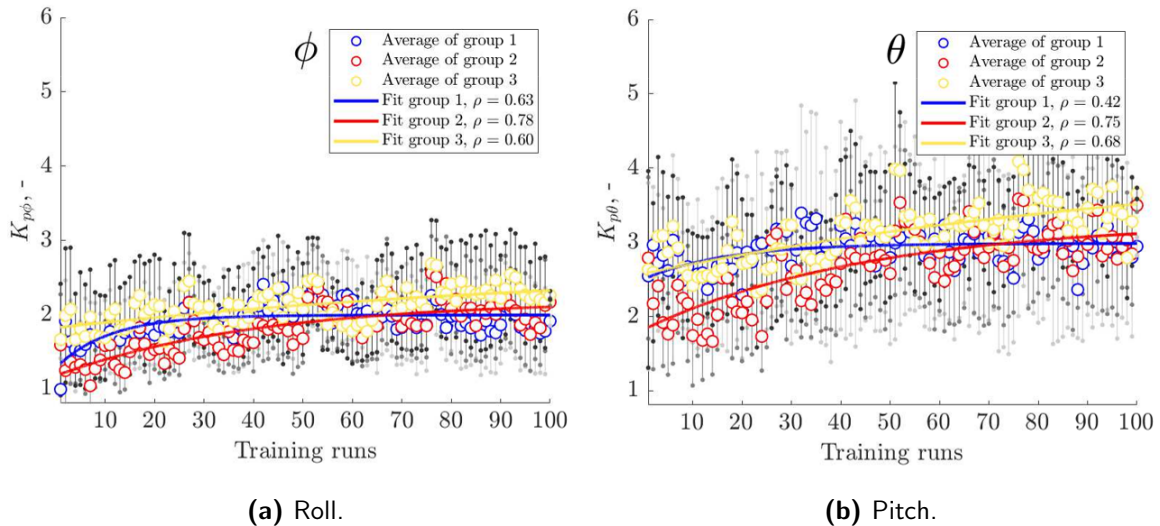 6
5
4
3
2
1
K_{pϕ}, -
ϕ
Average of group 1
Average of group 2
Average of group 3
Fit group 1, ρ = 0.63
Fit group 2, ρ = 0.78
Fit group 3, ρ = 0.60
10 20 30 40 50 60 70 80 90 100
Training runs
(a) Roll.
6
5
4
3
2
1
K_{pθ}, -
θ
Average of group 1
Average of group 2
Average of group 3
Fit group 1, ρ = 0.42
Fit group 2, ρ = 0.75
Fit group 3, ρ = 0.68
10 20 30 40 50 60 70 80 90 100
Training runs
(b) Pitch.